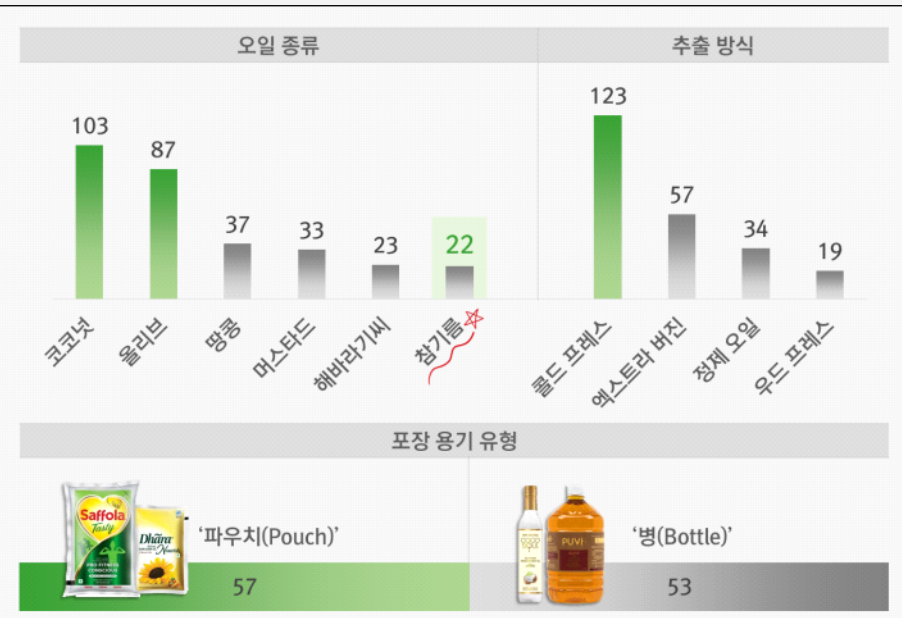 오일 종류
추출 방식
103
87
37
33
23
22
코코넛
올리브
땅콩
머스타드
해바라기씨
참기름
123
57
34
19
콜드 프레스
엑스트라 버진
정제 오일
우드 프레스
포장 용기 유형
Saffola
Tasty
PRO FITNESS
CONSCIOUS
Dhara
'파우치(Pouch)'
57
COCO
PUVI
'병(Bottle)'
53